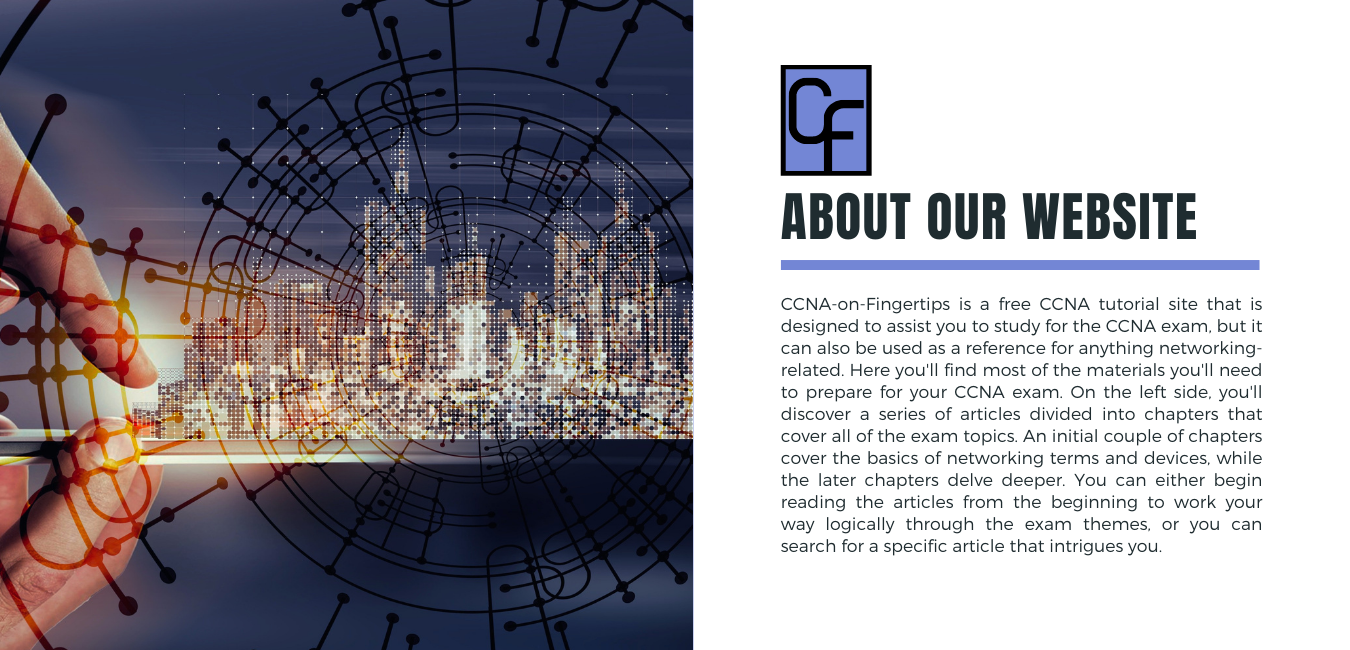 CF
ABOUT OUR WEBSITE
CCNA-on-Fingertips is a free CCNA tutorial site that is
designed to assist you to study for the CCNA exam, but it
can also be used as a reference for anything networking-
related. Here you'll find most of the materials you'll need
to prepare for your CCNA exam. On the left side, you'll
discover a series of articles divided into chapters that
cover all of the exam topics. An initial couple of chapters
cover the basics of networking terms and devices, while
the later chapters delve deeper. You can either begin
reading the articles from the beginning to work your
way logically through the exam themes, or you can
search for a specific article that intrigues you.